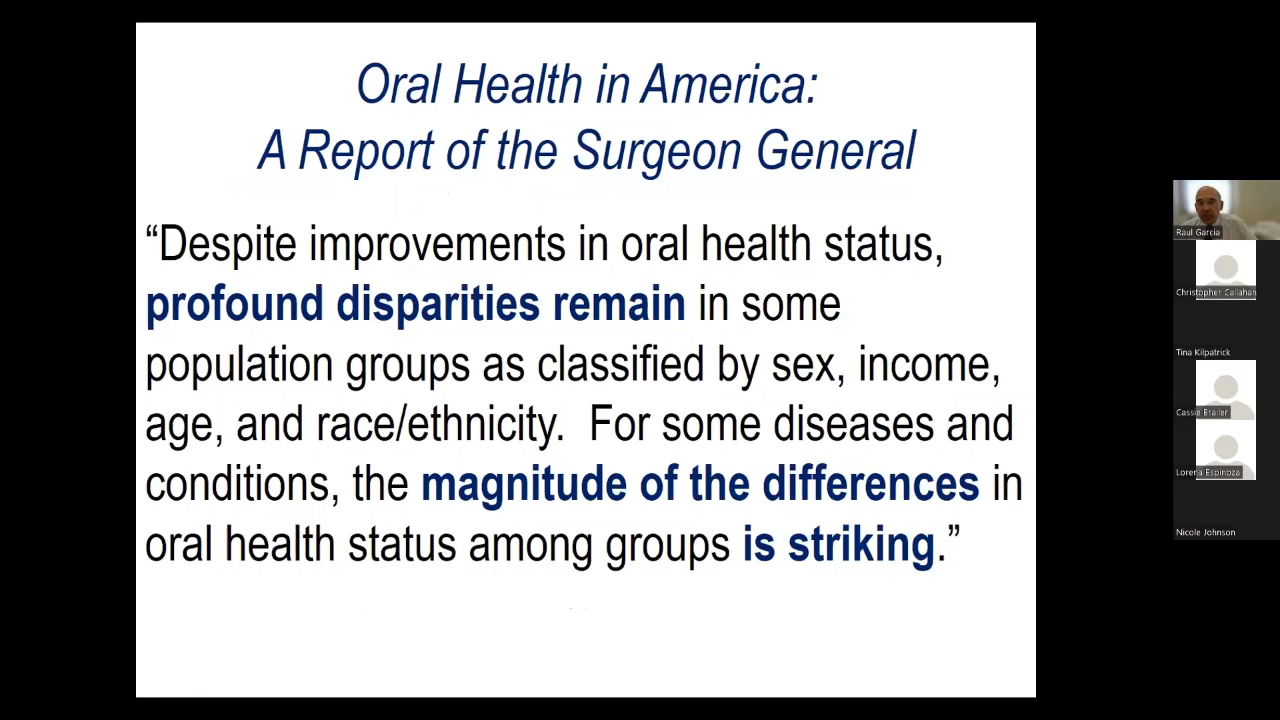 Oral Health in America:
A Report of the Surgeon General
“Despite improvements in oral health status,
profound disparities remain in some
population groups as classified by sex, income,
age, and race/ethnicity.  For some diseases and
conditions, the magnitude of the differences in
oral health status among groups is striking.”
Raul Garcia
Christopher Callahan
Tina Kilpatrick
Cassie Brailer
Lorena Espinoza
Nicole Johnson